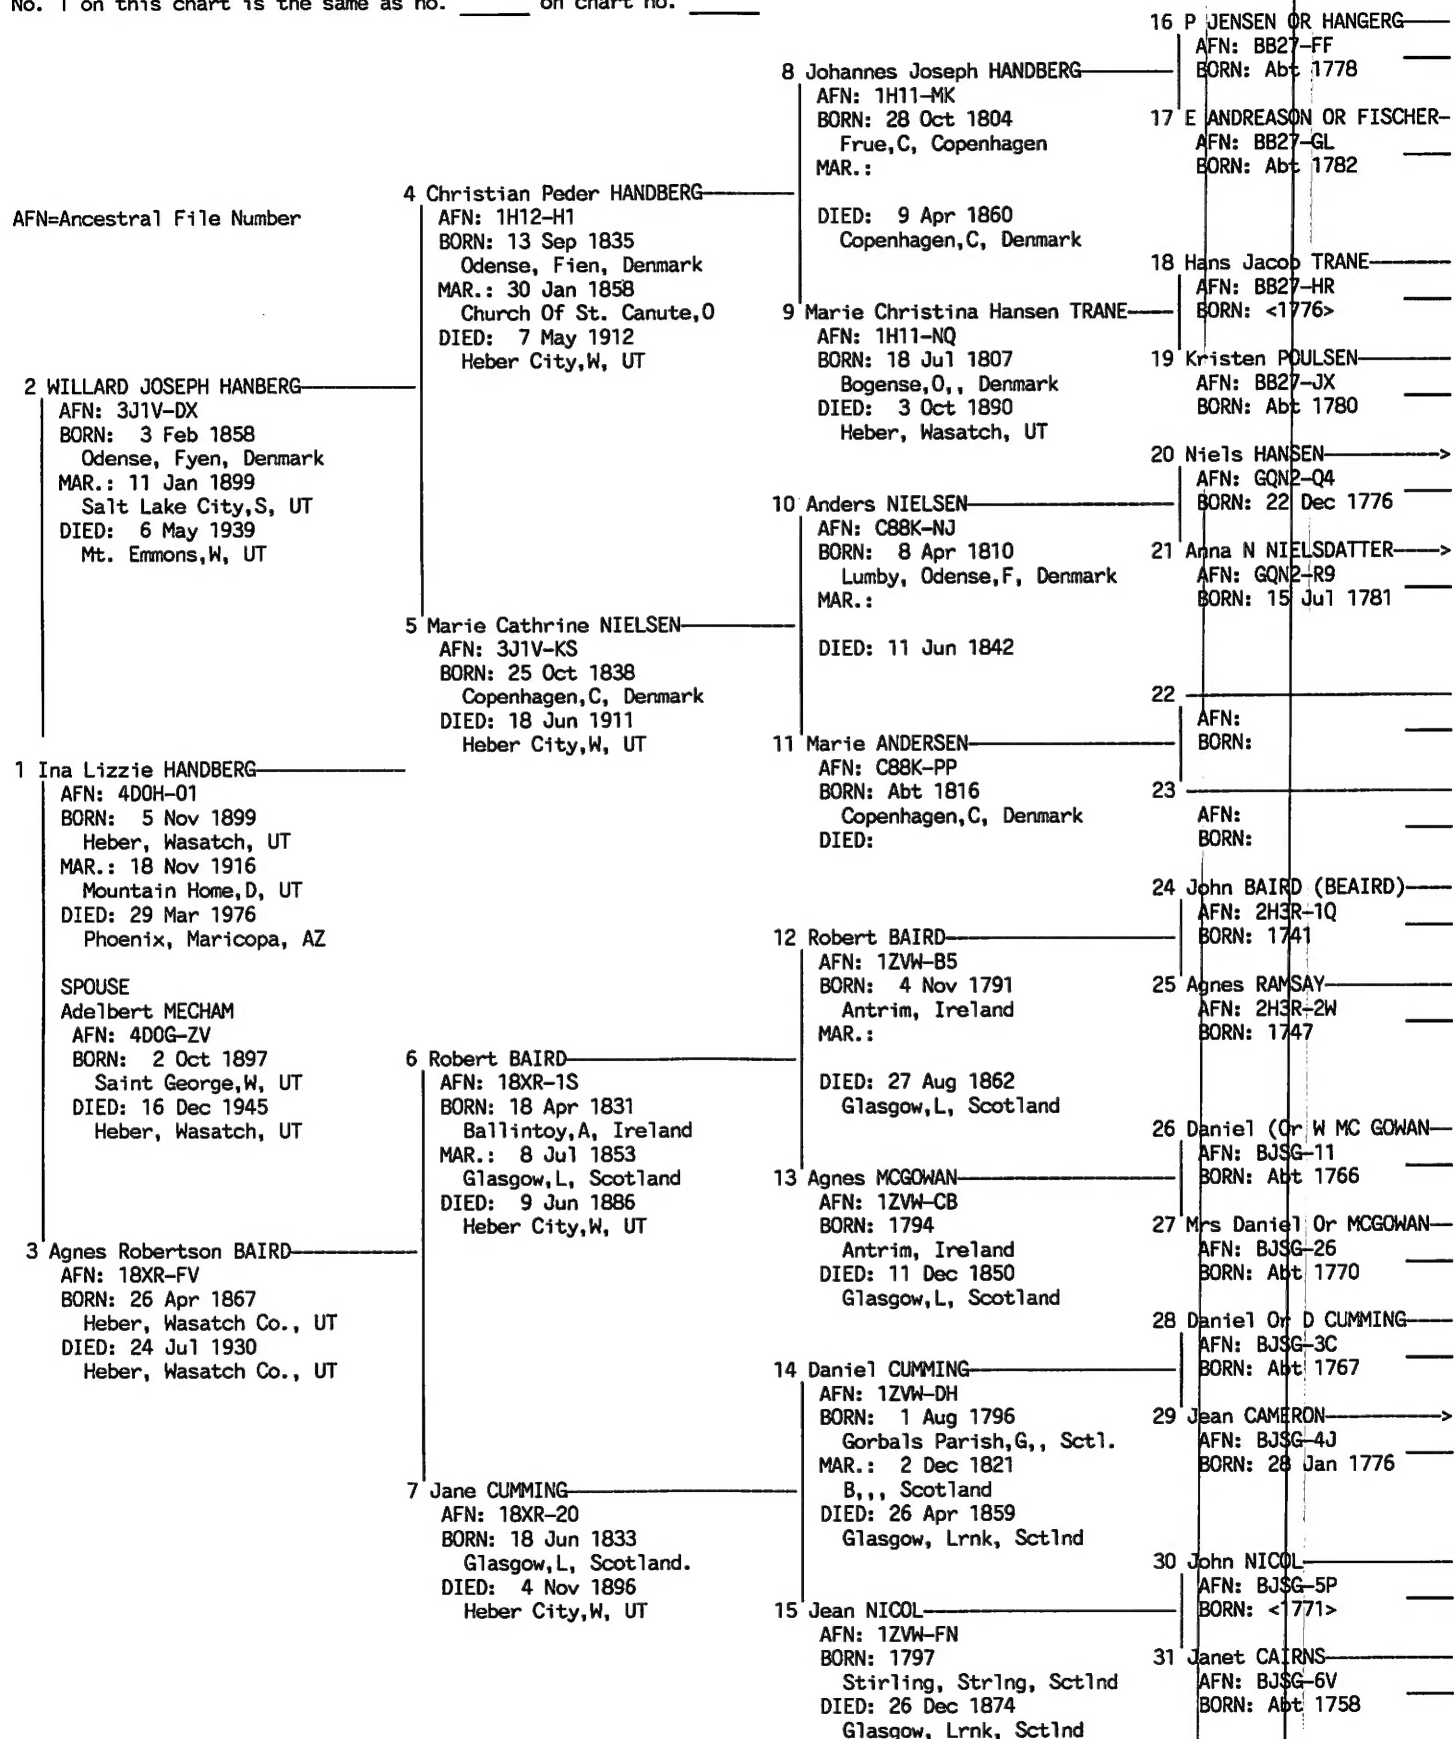 No. 1 on this chart is the same as no. _____ on chart no. _____
AFN=Ancestral File Number
2 WILLARD JOSEPH HANBERG
AFN: 3J1V-DX
BORN: 3 Feb 1858
Odense, Fyen, Denmark
MAR.: 11 Jan 1899
Salt Lake City,S, UT
DIED: 6 May 1939
Mt. Emmons,W, UT
1 Ina Lizzie HANDBERG
AFN: 4D0H-01
BORN: 5 Nov 1899
Heber, Wasatch, UT
MAR.: 18 Nov 1916
Mountain Home,D, UT
DIED: 29 Mar 1976
Phoenix, Maricopa, AZ
SPOUSE
Adelbert MECHAM
AFN: 4D0G-ZV
BORN: 2 Oct 1897
Saint George,W, UT
DIED: 16 Dec 1945
Heber, Wasatch, UT
3 Agnes Robertson BAIRD
AFN: 18XR-FV
BORN: 26 Apr 1867
Heber, Wasatch Co., UT
DIED: 24 Jul 1930
Heber, Wasatch Co., UT
4 Christian Peder HANDBERG
AFN: 1H12-H1
BORN: 13 Sep 1835
Odense, Fien, Denmark
MAR.: 30 Jan 1858
Church Of St. Canute,O
DIED: 7 May 1912
Heber City,W, UT
5 Marie Cathrine NIELSEN
AFN: 3J1V-KS
BORN: 25 Oct 1838
Copenhagen,C, Denmark
DIED: 18 Jun 1911
Heber City,W, UT
6 Robert BAIRD
AFN: 18XR-1S
BORN: 18 Apr 1831
Ballintoy,A, Ireland
MAR.: 8 Jul 1853
Glasgow,L, Scotland
DIED: 9 Jun 1886
Heber City,W, UT
7 Jane CUMMING
AFN: 18XR-20
BORN: 18 Jun 1833
Glasgow,L, Scotland.
DIED: 4 Nov 1896
Heber City,W, UT
8 Johannes Joseph HANDBERG
AFN: 1H11-MK
BORN: 28 Oct 1804
Frue,C, Copenhagen
MAR.:
DIED: 9 Apr 1860
Copenhagen,C, Denmark
9 Marie Christina Hansen TRANE
AFN: 1H11-NQ
BORN: 18 Jul 1807
Bogense,O,, Denmark
DIED: 3 Oct 1890
Heber, Wasatch, UT
10 Anders NIELSEN
AFN: C88K-NJ
BORN: 8 Apr 1810
Lumby, Odense,F, Denmark
MAR.:
DIED: 11 Jun 1842
11 Marie ANDERSEN
AFN: C88K-PP
BORN: Abt 1816
Copenhagen,C, Denmark
DIED:
12 Robert BAIRD
AFN: 1ZVW-B5
BORN: 4 Nov 1791
Antrim, Ireland
MAR.:
DIED: 27 Aug 1862
Glasgow,L, Scotland
13 Agnes MCGOWAN
AFN: 1ZVW-CB
BORN: 1794
Antrim, Ireland
DIED: 11 Dec 1850
Glasgow,L, Scotland
14 Daniel CUMMING
AFN: 1ZVW-DH
BORN: 1 Aug 1796
Gorbals Parish,G,, Sctl.
MAR.: 2 Dec 1821
B,,, Scotland
DIED: 26 Apr 1859
Glasgow, Lrnk, Sctlnd
15 Jean NICOL
AFN: 1ZVW-FN
BORN: 1797
Stirling, Strlng, Sctlnd
DIED: 26 Dec 1874
Glasgow, Lrnk, Sctlnd
16 P JENSEN OR HANGERG
AFN: BB27-FF
BORN: Abt 1778
17 E ANDREASON OR FISCHER-
AFN: BB27-GL
BORN: Abt 1782
18 Hans Jacob TRANE
AFN: BB27-HR
BORN: <1776>
19 Kristen POULSEN
AFN: BB27-JX
BORN: Abt 1780
20 Niels HANSEN>
AFN: GQN2-Q4
BORN: 22 Dec 1776
21 Anna N NIELSDATTER>
AFN: GQN2-R9
BORN: 15 Jul 1781
22
AFN:
BORN:
23
AFN:
BORN:
24 John BAIRD (BEAIRD)
AFN: 2H3R-1Q
BORN: 1741
25 Agnes RAMSAY
AFN: 2H3R-2W
BORN: 1747
26 Daniel (Or W MC GOWAN
AFN: BJSG-11
BORN: Abt 1766
27 Mrs Daniel Or MCGOWAN
AFN: BJSG-26
BORN: Abt 1770
28 Daniel Or D CUMMING
AFN: BJSG-3C
BORN: Abt 1767
29 Jean CAMERON>
AFN: BJSG-4J
BORN: 28 Jan 1776
30 John NICOL
AFN: BJSG-5P
BORN: <1771>
31 Janet CAIRNS
AFN: BJSG-6V
BORN: Abt 1758